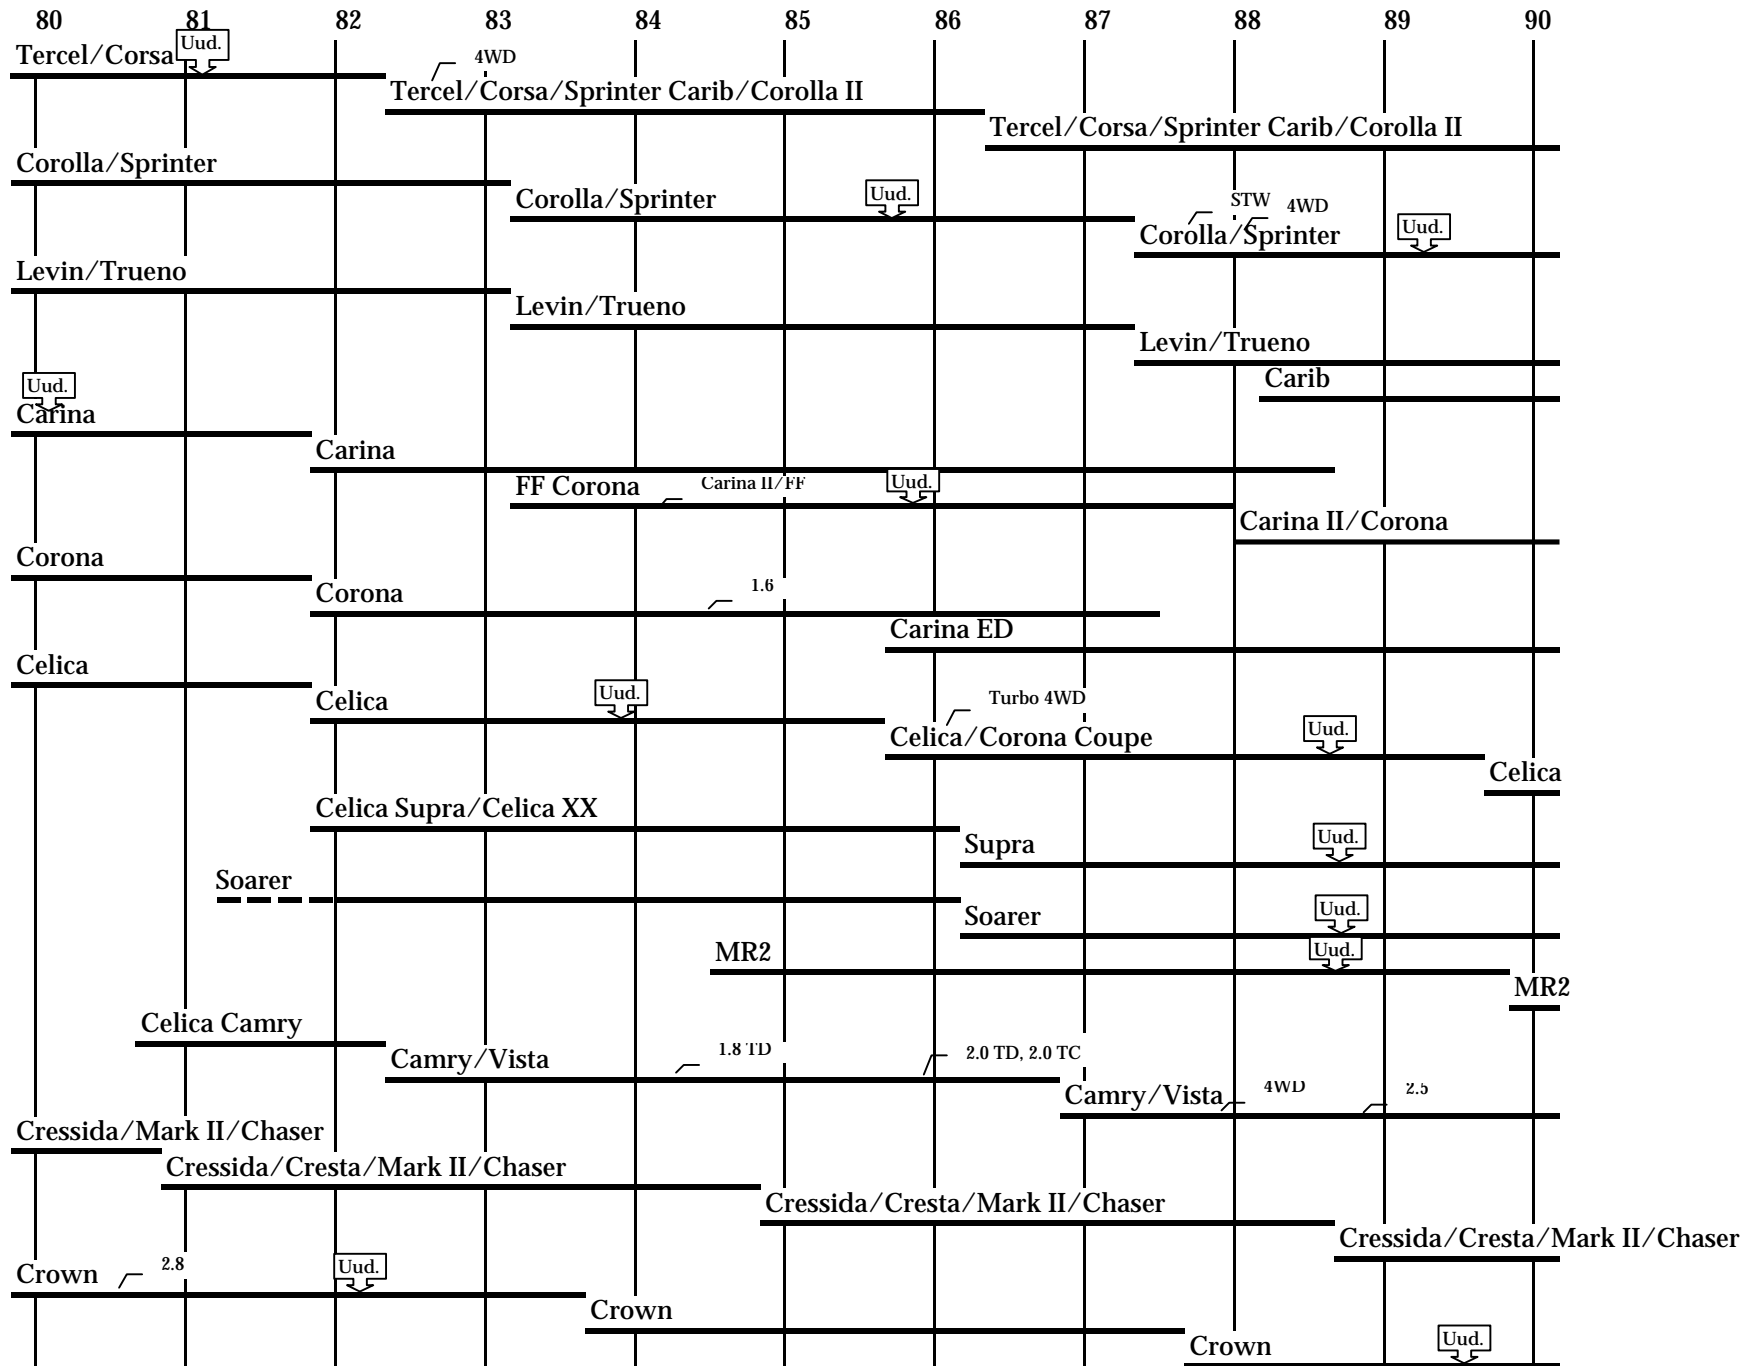 80 81 82 83 84 85 86 87 88 89 90
Uud.
Tercel/Corsa
4WD
Tercel/Corsa/Sprinter Carib/Corolla II
Tercel/Corsa/Sprinter Carib/Corolla II
Corolla/Sprinter
Corolla/Sprinter
Uud.
STW 4WD
Corolla/Sprinter
Uud.
Levin/Trueno
Levin/Trueno
Levin/Trueno
Carib
Uud.
Carina
Carina
FF Corona
Carina II/FF
Uud.
Carina II/Corona
Corona
Corona
1.6
Carina ED
Celica
Celica
Uud.
Turbo 4WD
Celica/Corona Coupe
Uud.
Celica
Celica Supra/Celica XX
Supra
Uud.
Soarer
Soarer
Uud.
MR2
Uud.
MR2
Celica Camry
Camry/Vista
1.8 TD
2.0 TD, 2.0 TC
Camry/Vista
4WD
2.5
Cressida/Mark II/Chaser
Cressida/Cresta/Mark II/Chaser
Cressida/Cresta/Mark II/Chaser
Cressida/Cresta/Mark II/Chaser
Crown
2.8
Uud.
Crown
Crown
Uud.